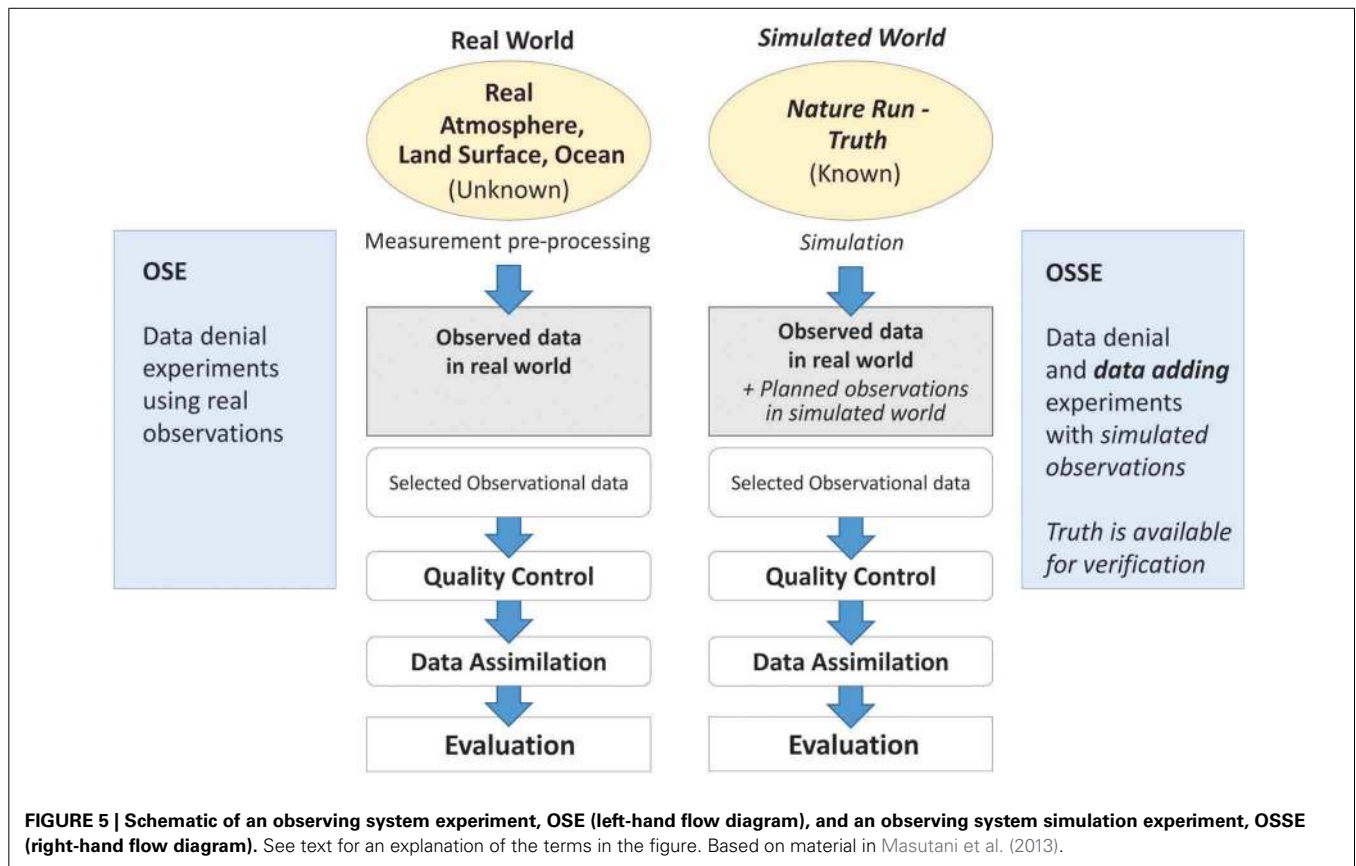 Real World
Real
Atmosphere,
Land Surface, Ocean
(Unknown)
Measurement pre-processing
OSE
Data denial
experiments
using real
observations
Observed data
in real world
Selected Observational data
Quality Control
Data Assimilation
Evaluation
Simulated World
Nature Run -
Truth
(Known)
Simulation
Observed data
in real world
+ Planned observations
in simulated world
Selected Observational data
Quality Control
Data Assimilation
Evaluation
OSSE
Data denial
and data adding
experiments
with simulated
observations
Truth is available
for verification
FIGURE 5 | Schematic of an observing system experiment, OSE (left-hand flow diagram), and an observing system simulation experiment, OSSE
(right-hand flow diagram). See text for an explanation of the terms in the figure. Based on material in Masutani et al. (2013).